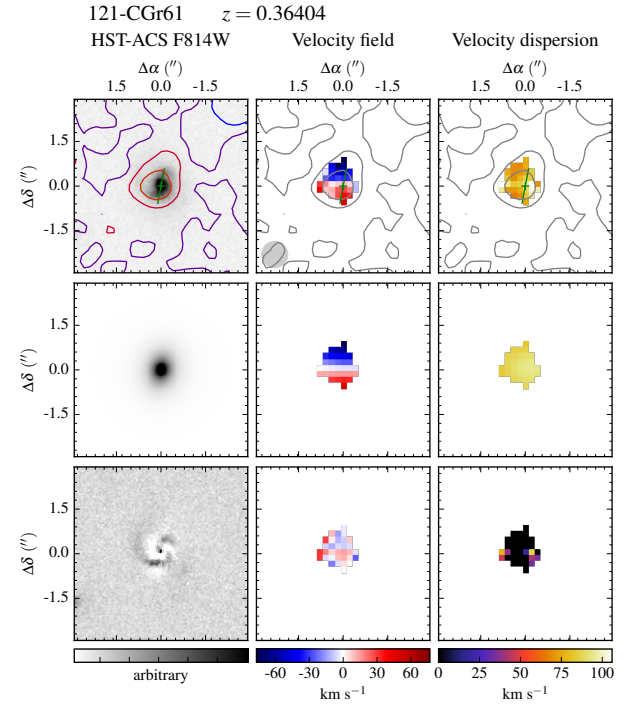 121-CGr61 z = 0.36404
HST-ACS F814W Velocity field Velocity dispersion
Δα (″) Δα (″) Δα (″)
1.5 0.0 -1.5 1.5 0.0 -1.5 1.5 0.0 -1.5
1.5
Δδ (″) 0.0
-1.5
1.5
Δδ (″) 0.0
-1.5
1.5
Δδ (″) 0.0
-1.5
-60 -30 0 30 60 0 25 50 75 100
arbitrary km s⁻¹ km s⁻¹